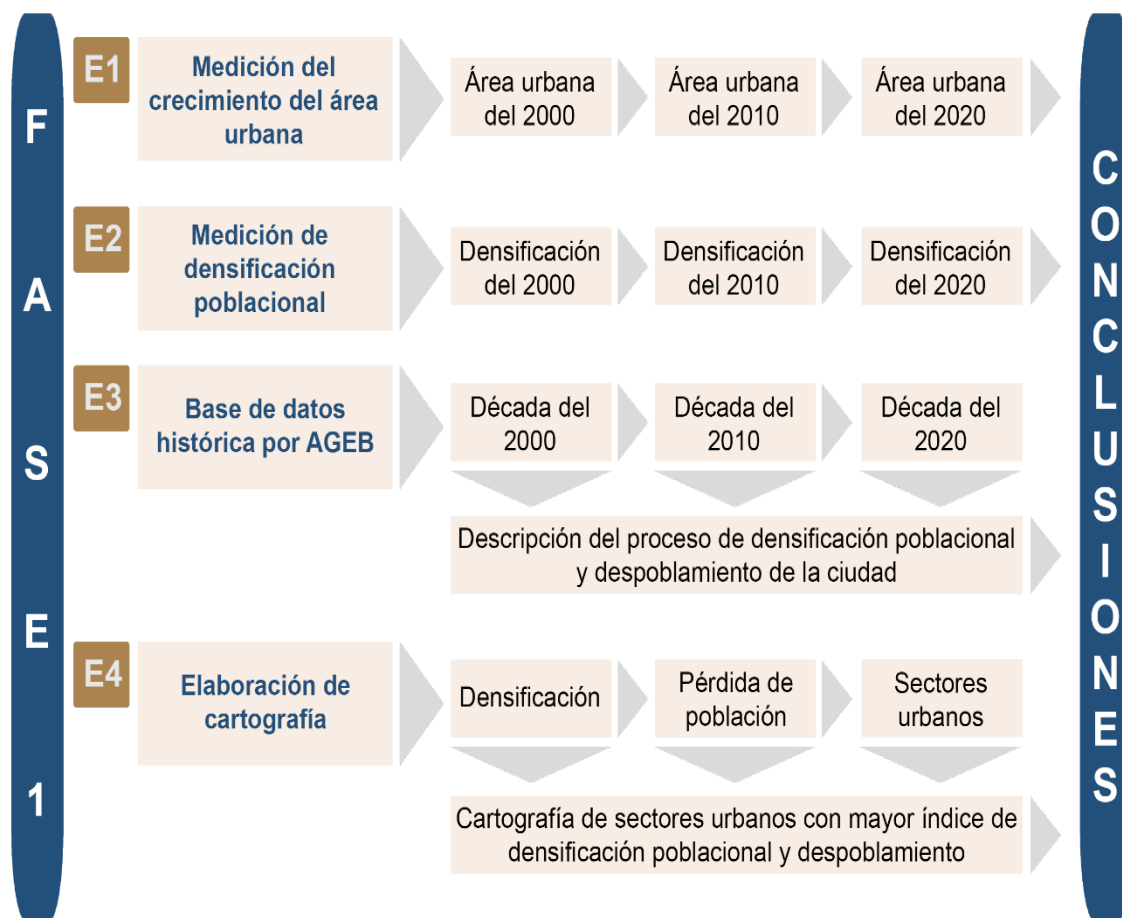 FASE 1
E1
Medición del
crecimiento del área
urbana
Área urbana
del 2000
Área urbana
del 2010
Área urbana
del 2020
E2
Medición de
densificación
poblacional
Densificación
del 2000
Densificación
del 2010
Densificación
del 2020
E3
Base de datos
histórica por AGEB
Década del
2000
Década del
2010
Década del
2020
Descripción del proceso de densificación poblacional
y despoblamiento de la ciudad
E4
Elaboración de
cartografía
Densificación
Pérdida de
población
Sectores
urbanos
Cartografía de sectores urbanos con mayor índice de
densificación poblacional y despoblamiento
CONCLUSIONES